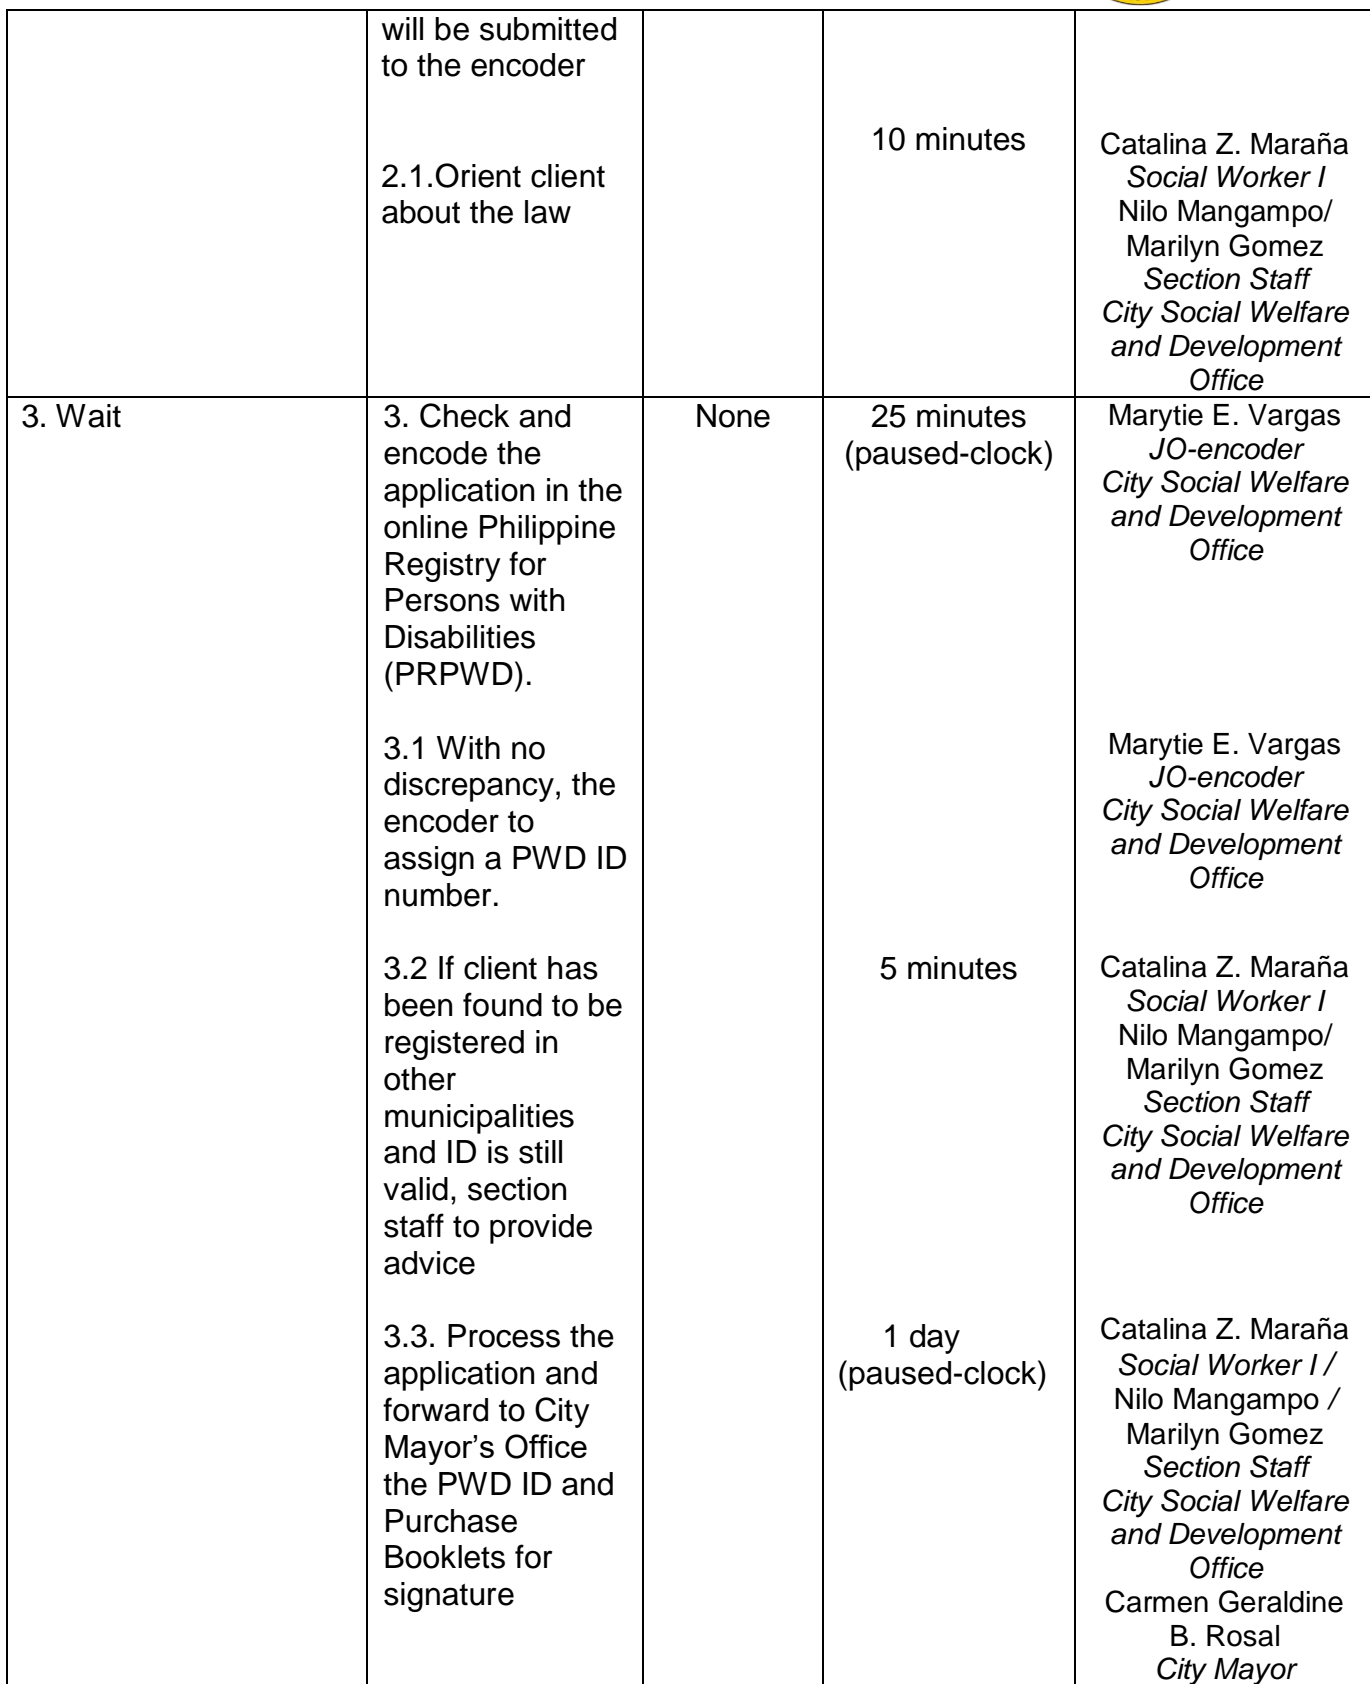 will be submitted
to the encoder
2.1.Orient client
about the law
10 minutes
Catalina Z. Maraña
Social Worker I
Nilo Mangampo/
Marilyn Gomez
Section Staff
City Social Welfare
and Development
Office
3. Wait
3. Check and
encode the
application in the
online Philippine
Registry for
Persons with
Disabilities
(PRPWD).
None
25 minutes
(paused-clock)
Marytie E. Vargas
JO-encoder
City Social Welfare
and Development
Office
3.1 With no
discrepancy, the
encoder to
assign a PWD ID
number.
Marytie E. Vargas
JO-encoder
City Social Welfare
and Development
Office
3.2 If client has
been found to be
registered in
other
municipalities
and ID is still
valid, section
staff to provide
advice
5 minutes
Catalina Z. Maraña
Social Worker I
Nilo Mangampo/
Marilyn Gomez
Section Staff
City Social Welfare
and Development
Office
3.3. Process the
application and
forward to City
Mayor’s Office
the PWD ID and
Purchase
Booklets for
signature
1 day
(paused-clock)
Catalina Z. Maraña
Social Worker I /
Nilo Mangampo /
Marilyn Gomez
Section Staff
City Social Welfare
and Development
Office
Carmen Geraldine
B. Rosal
City Mayor